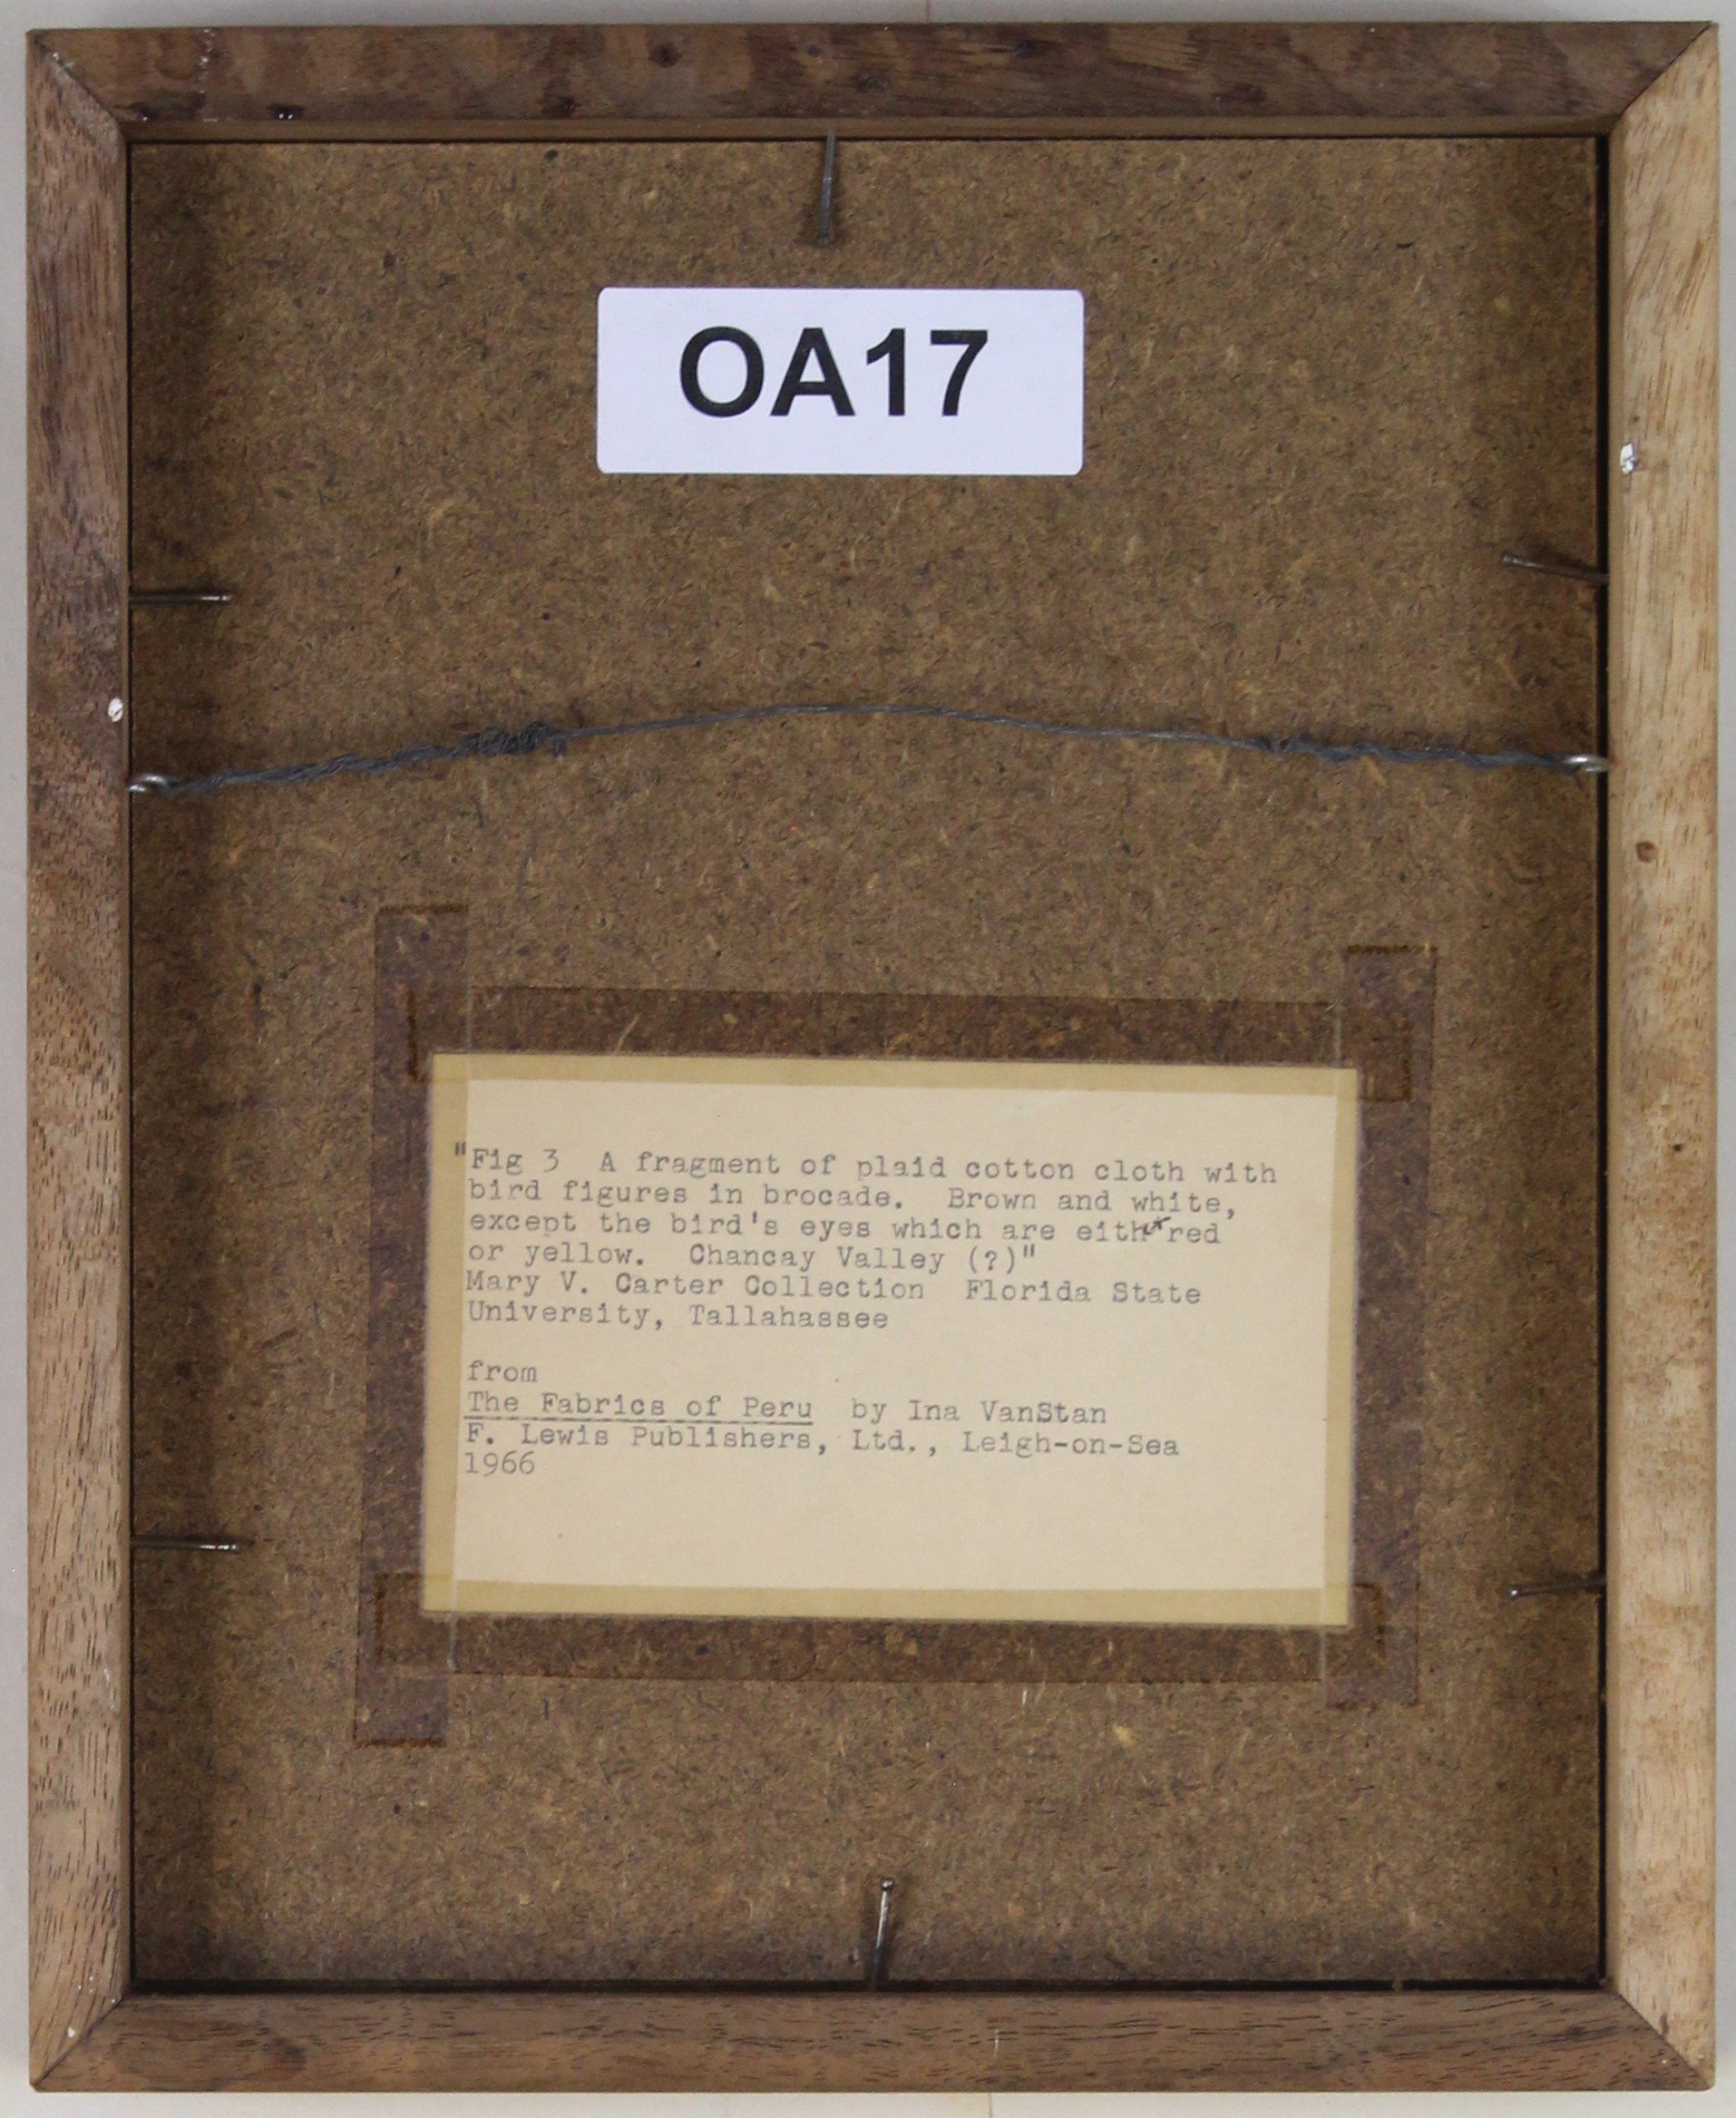 OA17
"Fig 3  A fragment of plaid cotton cloth with
bird figures in brocade.  Brown and white,
except the bird's eyes which are either red
or yellow.  Chancay Valley (?)"
Mary V. Carter Collection  Florida State
University, Tallahassee
from
The Fabrics of Peru  by Ina VanStan
F. Lewis Publishers, Ltd., Leigh-on-Sea
1966